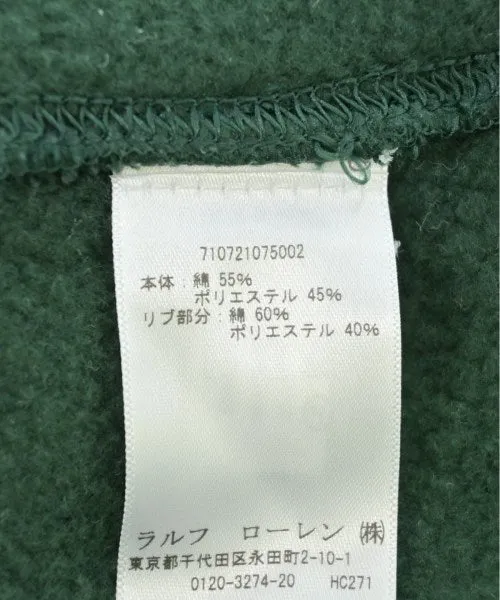 710721075002
本体：綿 55%
ポリエステル 45%
リブ部分：綿 60%
ポリエステル 40%
ラルフ ローレン ㈱
東京都千代田区永田町2-10-1
0120-3274-20 HC271